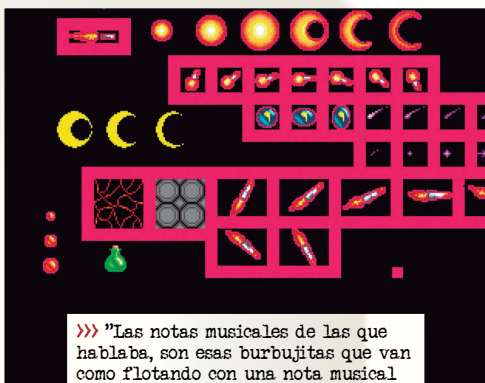 ››› "Las notas musicales de las que
hablaba, son esas burbujitas que van
como flotando con una nota musical